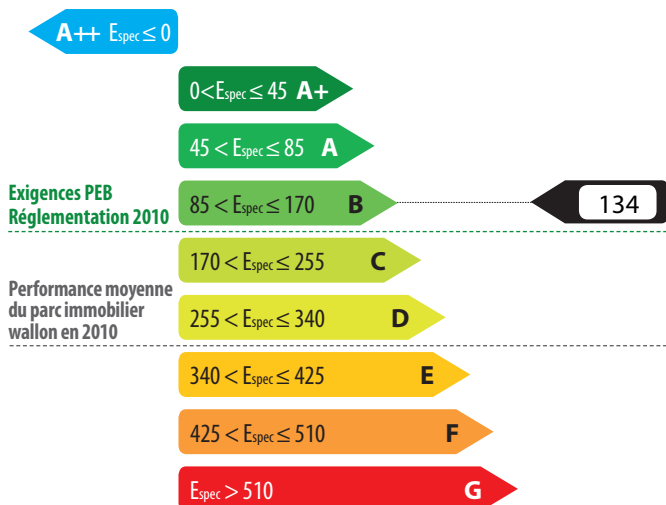 A++ Espec ≤ 0
0<Espec ≤ 45 A+
45 < Espec ≤ 85 A
Exigences PEB
Réglementation 2010
85 < Espec ≤ 170 B
134
170 < Espec ≤ 255 C
Performance moyenne
du parc immobilier
wallon en 2010
255 < Espec ≤ 340 D
340 < Espec ≤ 425 E
425 < Espec ≤ 510 F
Espec > 510 G